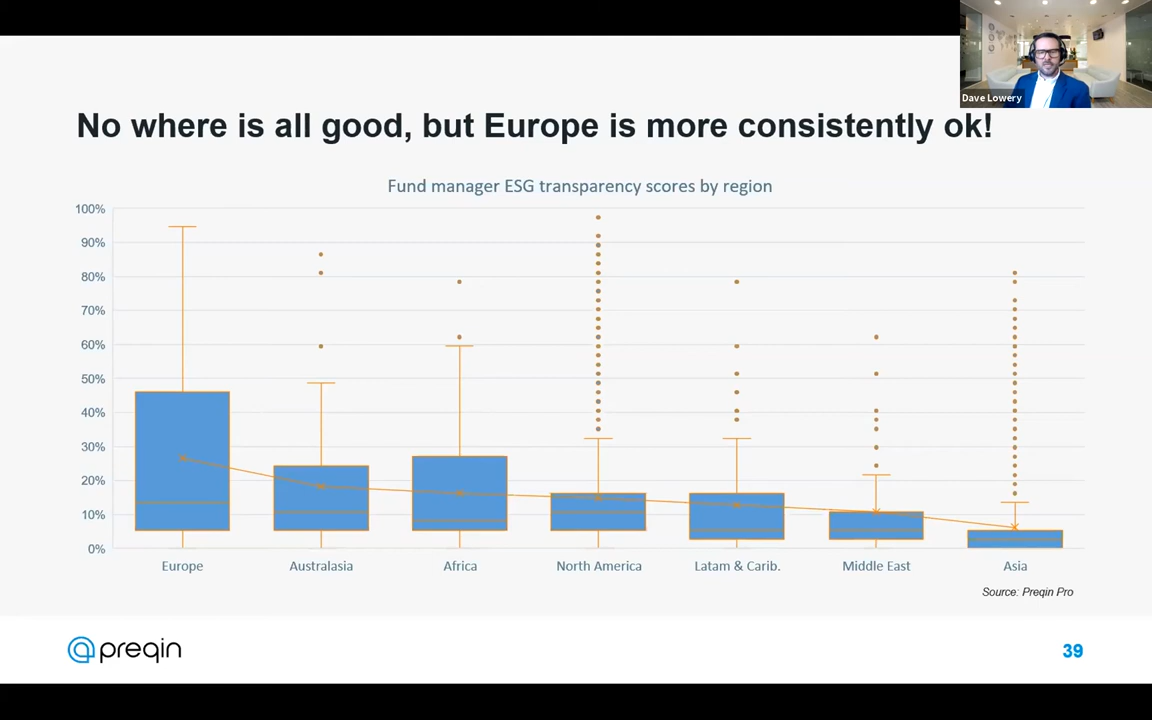 Dave Lowery
No where is all good, but Europe is more consistently ok!
Fund manager ESG transparency scores by region
100%
90%
80%
70%
60%
50%
40%
30%
20%
10%
0%
Europe Australasia Africa North America Latam & Carib. Middle East Asia
Source: Preqin Pro
preqin
39